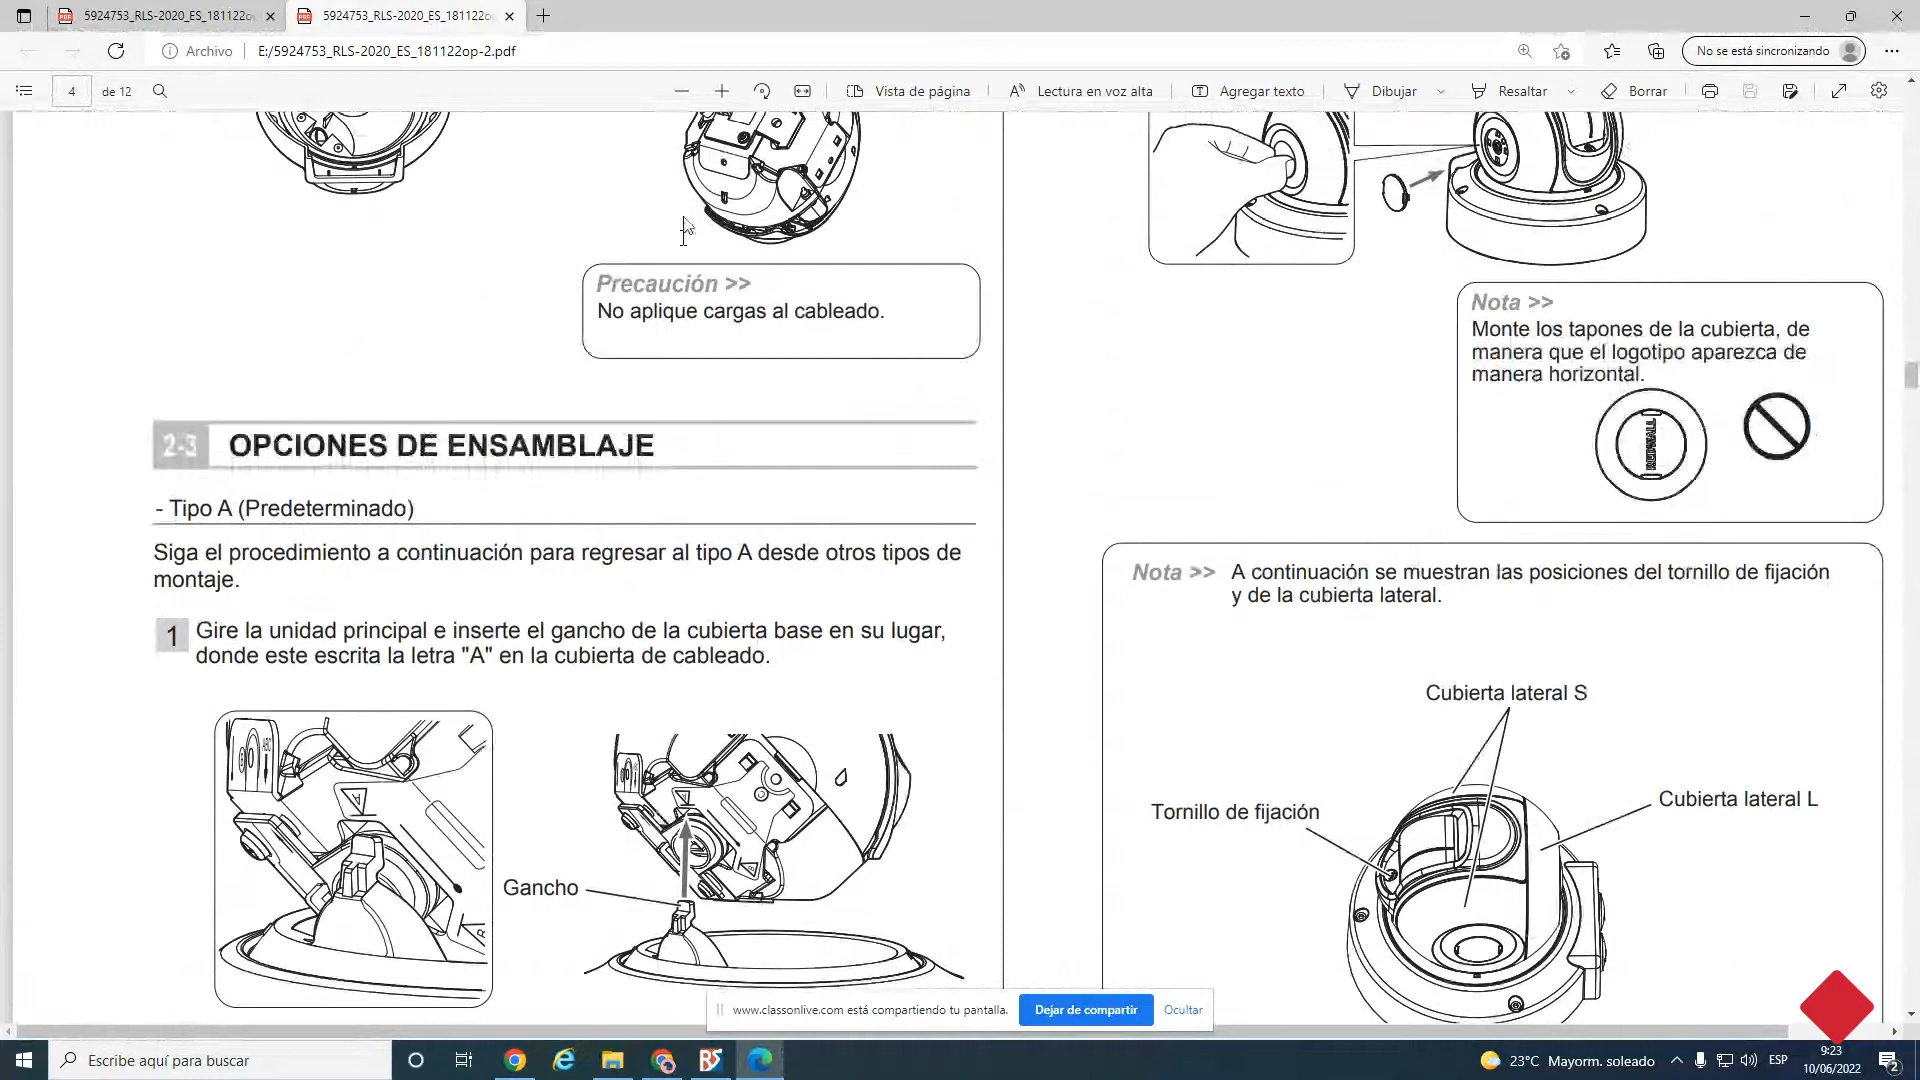 5924753_RLS-2020_ES_181122op
5924753_RLS-2020_ES_181122op
Archivo
E:/5924753_RLS-2020_ES_181122op-2.pdf
No se está sincronizando
4
de 12
Vista de página
Lectura en voz alta
Agregar texto
Dibujar
Resaltar
Borrar
Precaución >>
No aplique cargas al cableado.
2-3 OPCIONES DE ENSAMBLAJE
- Tipo A (Predeterminado)
Siga el procedimiento a continuación para regresar al tipo A desde otros tipos de
montaje.
1 Gire la unidad principal e inserte el gancho de la cubierta base en su lugar,
donde este escrita la letra "A" en la cubierta de cableado.
Gancho
Nota >>
Monte los tapones de la cubierta, de
manera que el logotipo aparezca de
manera horizontal.
Nota >> A continuación se muestran las posiciones del tornillo de fijación
y de la cubierta lateral.
Cubierta lateral S
Tornillo de fijación
Cubierta lateral L
www.classonlive.com está compartiendo tu pantalla.
Dejar de compartir
Ocultar
Escribe aquí para buscar
23°C Mayorm. soleado
ESP
9:23
10/06/2022
2